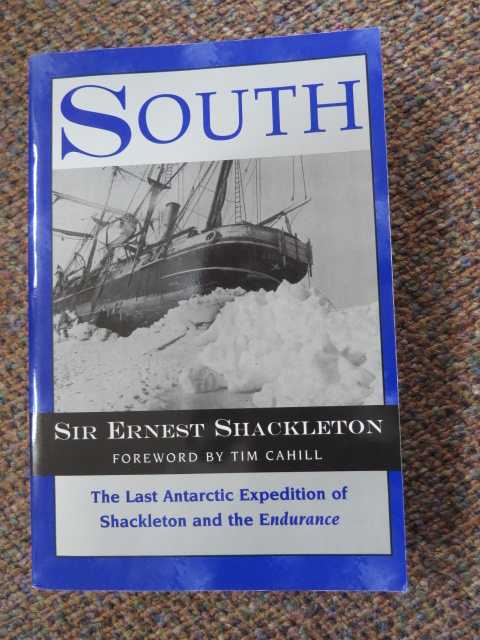 SOUTH
SIR ERNEST SHACKLETON
FOREWORD BY TIM CAHILL
The Last Antarctic Expedition of
Shackleton and the Endurance